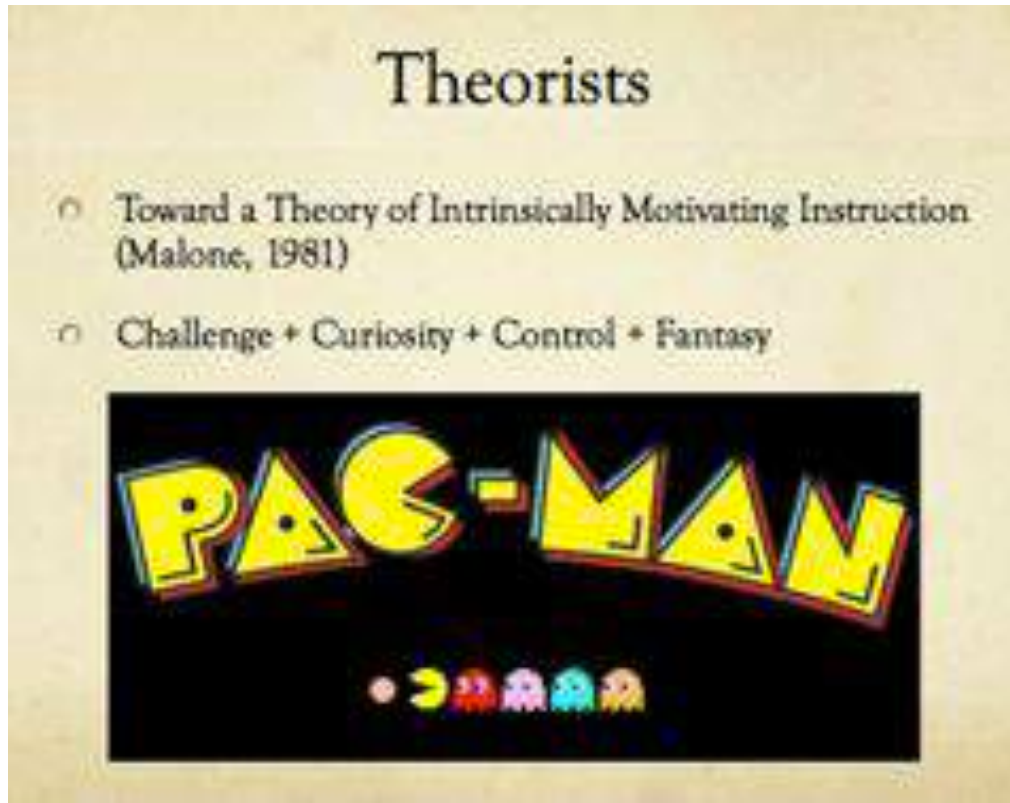 Theorists
Toward a Theory of Intrinsically Motivating Instruction
(Malone, 1981)
Challenge + Curiosity + Control + Fantasy
PAC-MAN